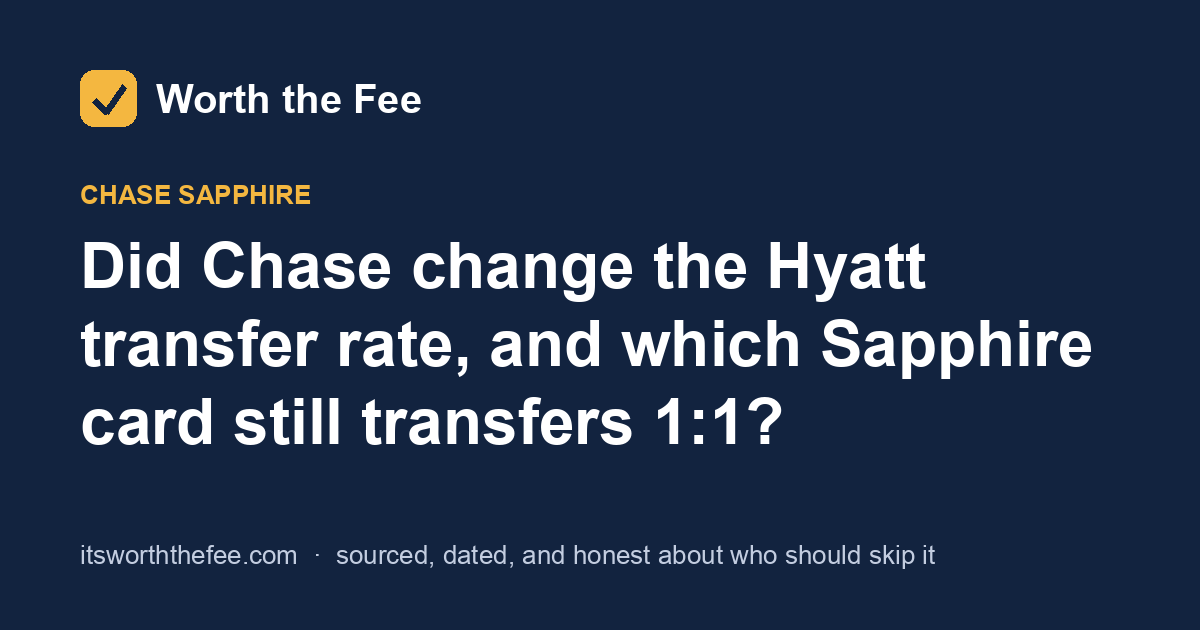 Worth the Fee
CHASE SAPPHIRE
Did Chase change the Hyatt
transfer rate, and which Sapphire
card still transfers 1:1?
itsworththefee.com · sourced, dated, and honest about who should skip it